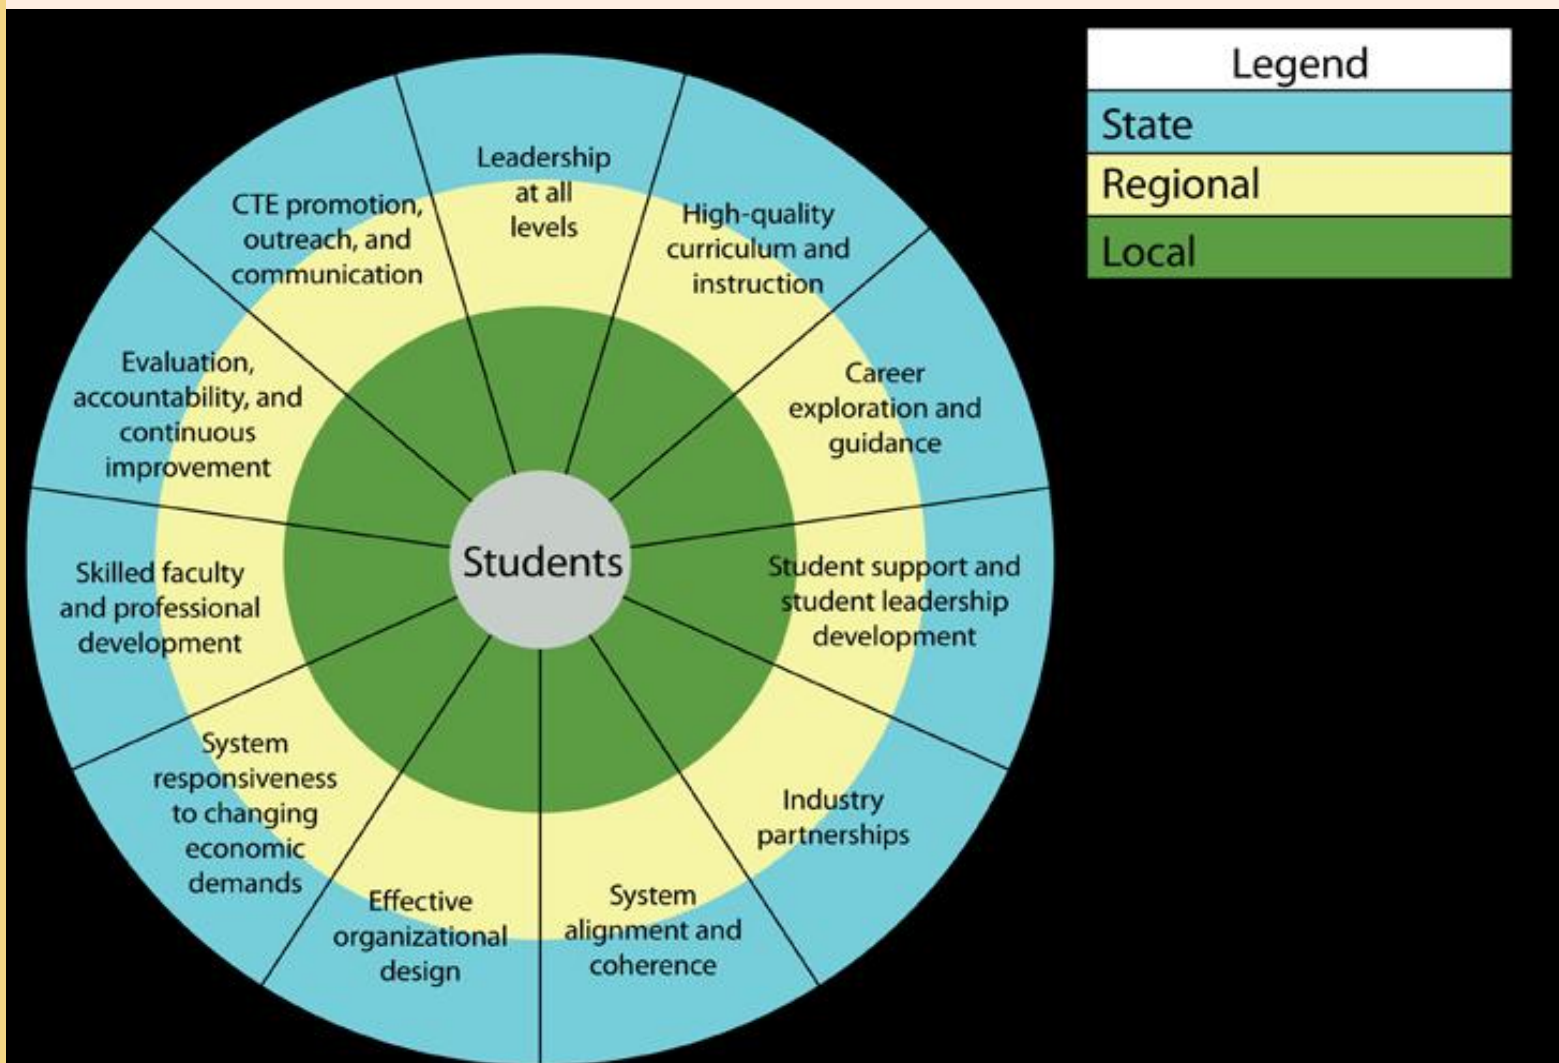 Legend
State
Regional
Local
Leadership
at all
levels
High-quality
curriculum and
instruction
Career
exploration and
guidance
Student support and
student leadership
development
Industry
partnerships
System
alignment and
coherence
Effective
organizational
design
System
responsiveness
to changing
economic
demands
Skilled faculty
and professional
development
Evaluation,
accountability, and
continuous
improvement
CTE promotion,
outreach, and
communication
Students